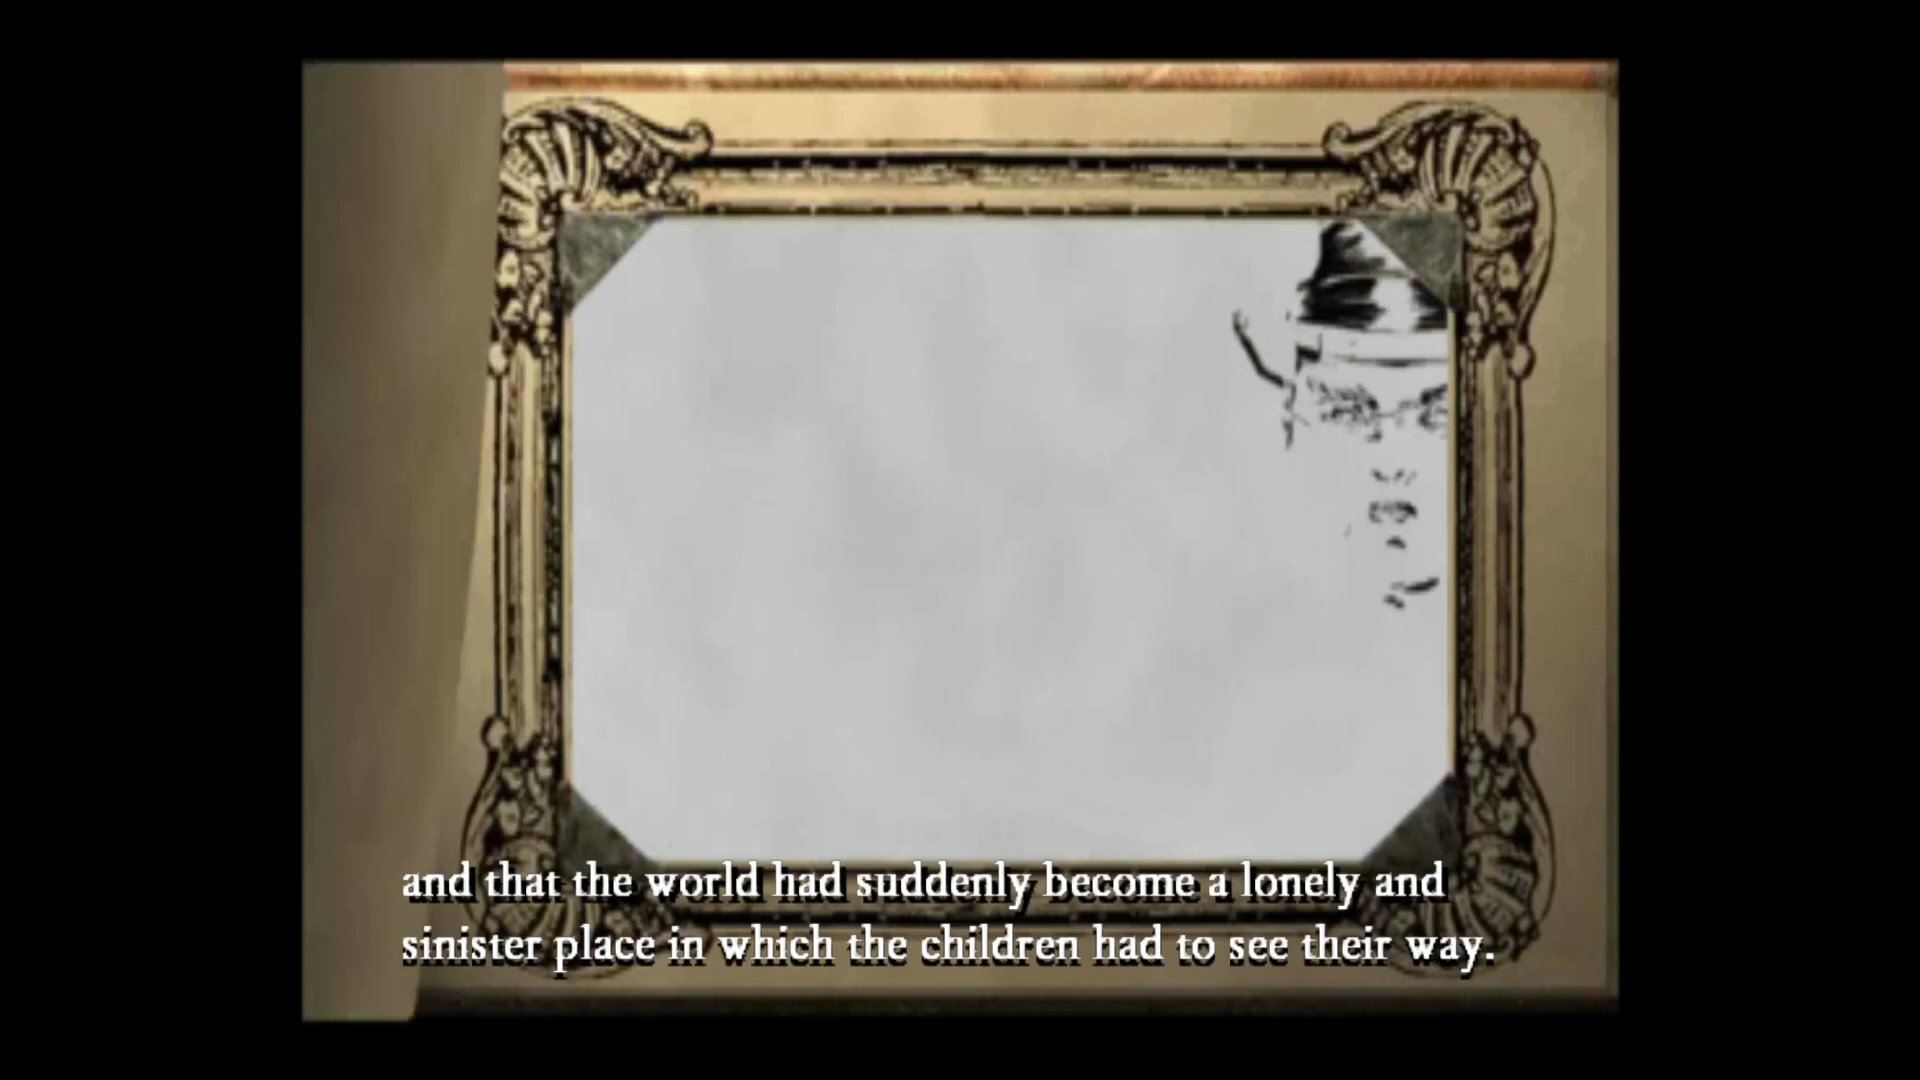 and that the world had suddenly become a lonely and
sinister place in which the children had to see their way.